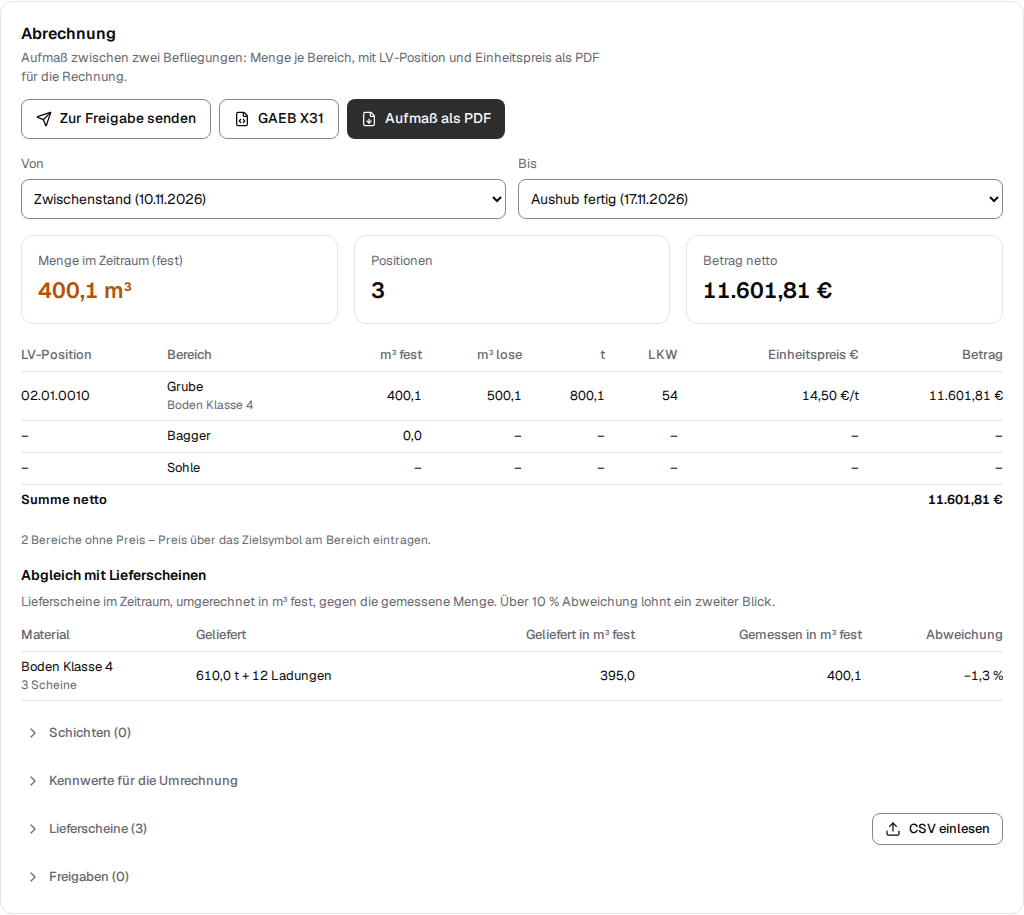 Abrechnung
Aufmaß zwischen zwei Befliegungen: Menge je Bereich, mit LV-Position und Einheitspreis als PDF
für die Rechnung.
Zur Freigabe senden GAEB X31 Aufmaß als PDF
Von Bis
Zwischenstand (10.11.2026) Aushub fertig (17.11.2026)
Menge im Zeitraum (fest) Positionen Betrag netto
400,1 m³ 3 11.601,81 €
LV-Position Bereich m³ fest m³ lose t LKW Einheitspreis € Betrag
02.01.0010 Grube 400,1 500,1 800,1 54 14,50 €/t 11.601,81 €
Boden Klasse 4
– Bagger 0,0 – – – – –
– Sohle – – – – – –
Summe netto 11.601,81 €
2 Bereiche ohne Preis – Preis über das Zielsymbol am Bereich eintragen.
Abgleich mit Lieferscheinen
Lieferscheine im Zeitraum, umgerechnet in m³ fest, gegen die gemessene Menge. Über 10 % Abweichung lohnt ein zweiter Blick.
Material Geliefert Geliefert in m³ fest Gemessen in m³ fest Abweichung
Boden Klasse 4 610,0 t + 12 Ladungen 395,0 400,1 −1,3 %
3 Scheine
Schichten (0)
Kennwerte für die Umrechnung
Lieferscheine (3) CSV einlesen
Freigaben (0)